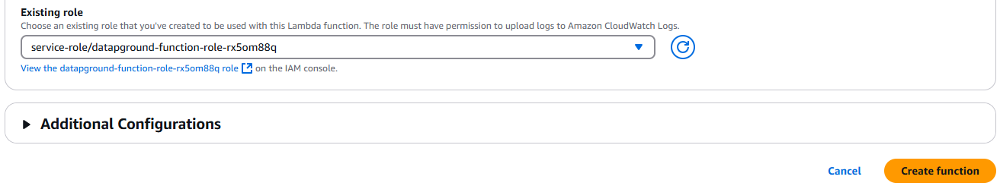 Existing role
Choose an existing role that you've created to be used with this Lambda function. The role must have permission to upload logs to Amazon CloudWatch Logs.
service-role/datapground-function-role-rx5om88q
View the datapground-function-role-rx5om88q role on the IAM console.
Additional Configurations
Cancel Create function